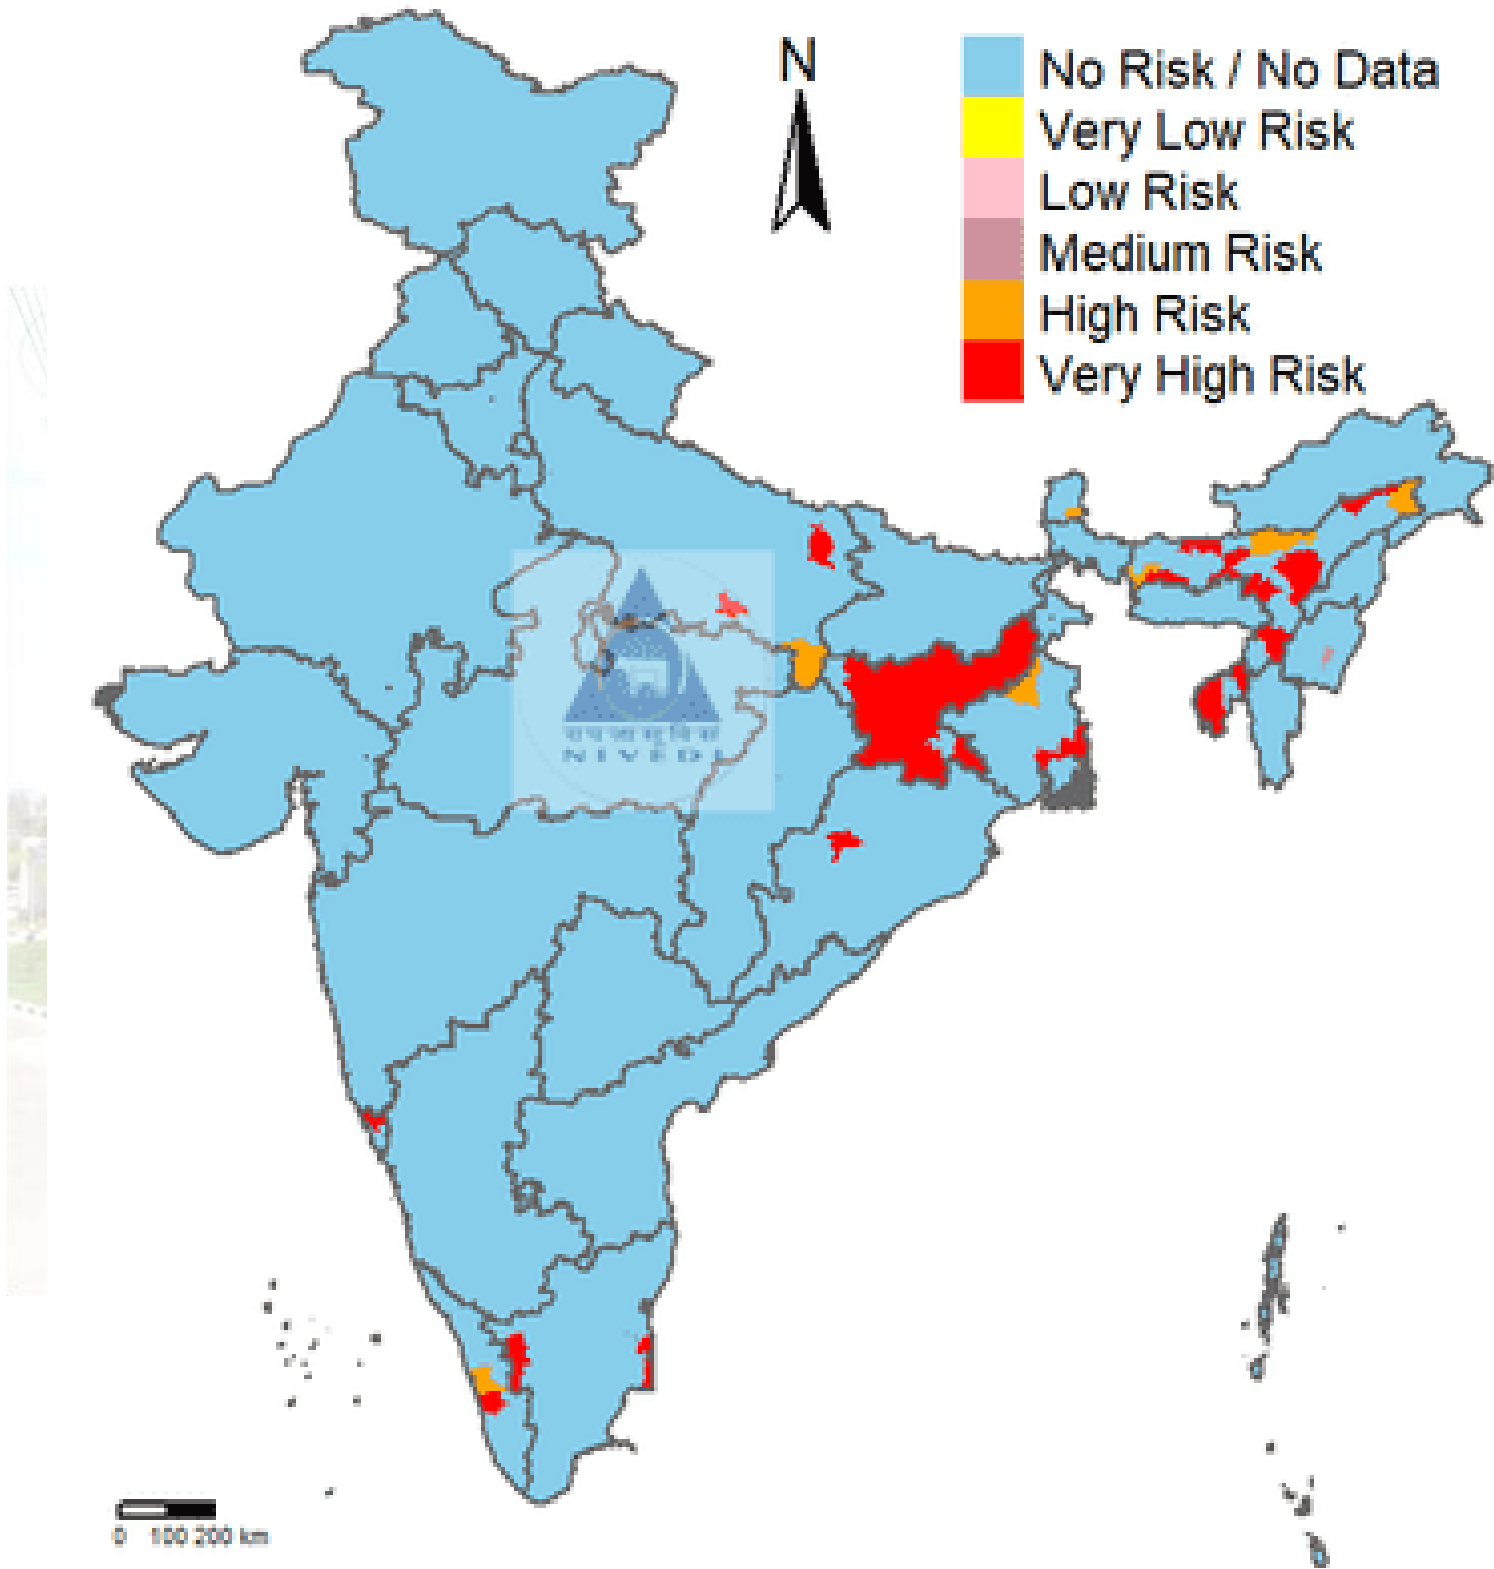 N
No Risk / No Data
Very Low Risk
Low Risk
Medium Risk
High Risk
Very High Risk
NIVEDI
0 100 200 km